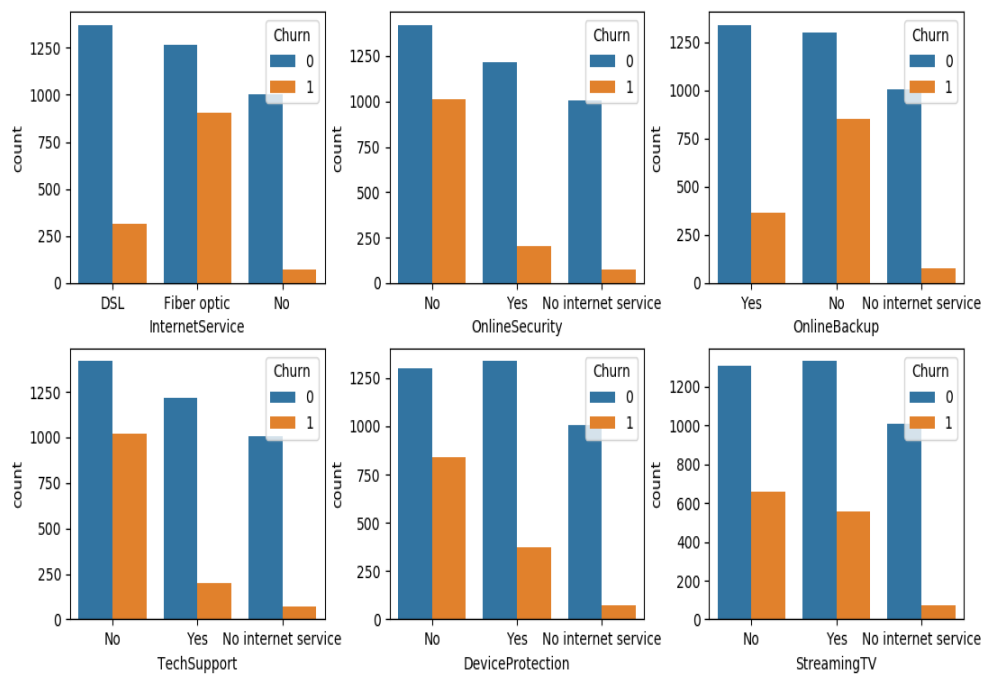 Churn
0
1
1250
1000
750
500
250
0
count
DSL Fiber optic No
InternetService
Churn
0
1
1250
1000
750
500
250
0
count
No Yes No internet service
OnlineSecurity
Churn
0
1
1250
1000
750
500
250
0
count
Yes No No internet service
OnlineBackup
Churn
0
1
1250
1000
750
500
250
0
count
No Yes No internet service
TechSupport
Churn
0
1
1250
1000
750
500
250
0
count
No Yes No internet service
DeviceProtection
Churn
0
1
1200
1000
800
600
400
200
0
count
No Yes No internet service
StreamingTV